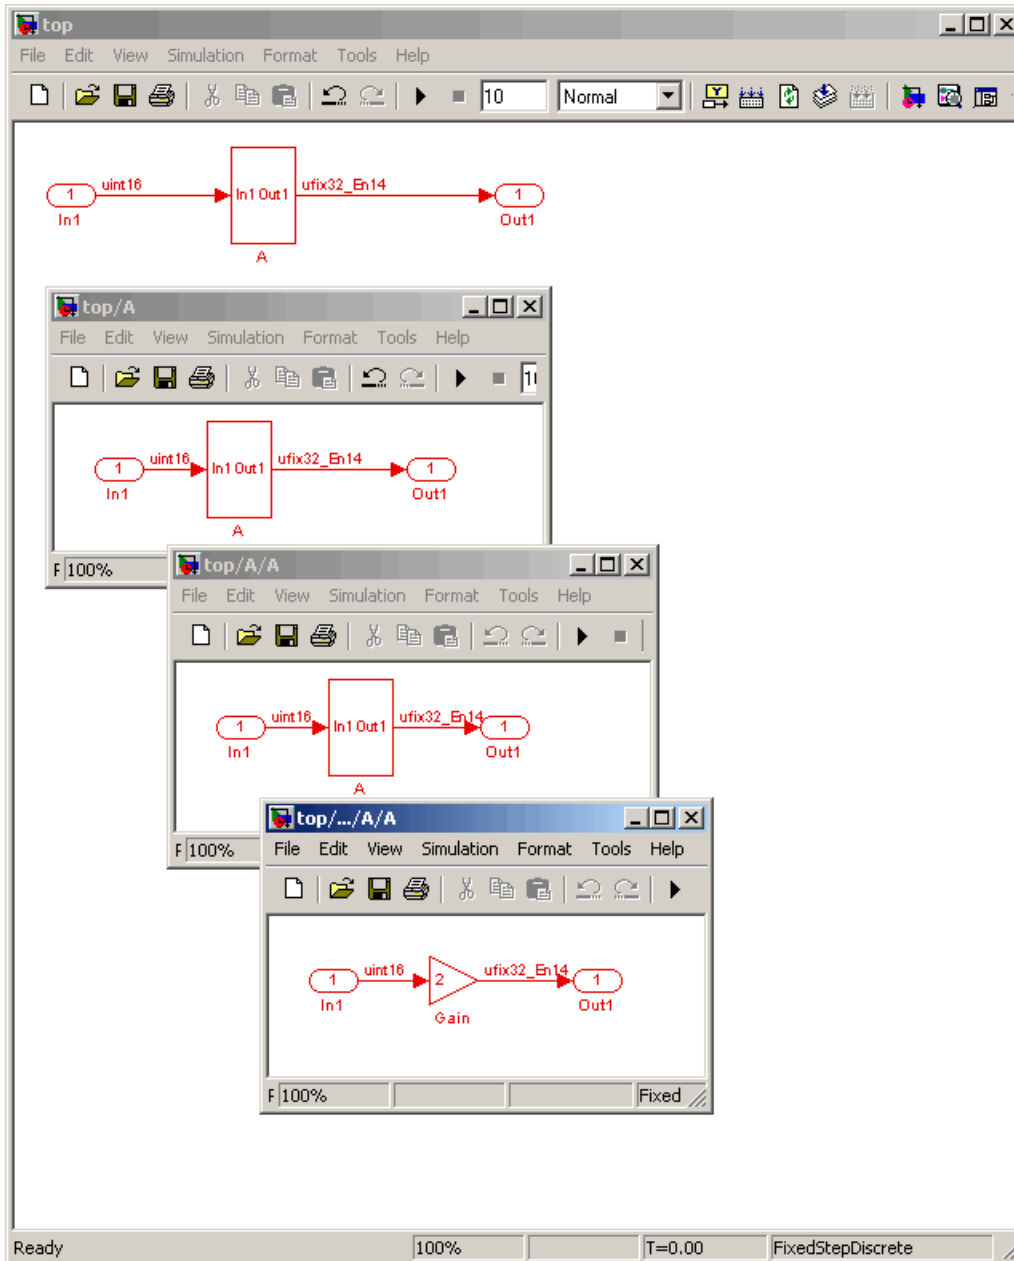 top
File Edit View Simulation Format Tools Help
10 Normal
uint16 In1 Out1 ufix32_En14
1 1
In1 Out1
A
top/A
File Edit View Simulation Format Tools Help
1 uint16 In1 Out1 ufix32_En14 1
In1 Out1
A
F 100%
top/A/A
File Edit View Simulation Format Tools Help
1 uint16 In1 Out1 ufix32_En14 1
In1 Out1
A
F 100%
top/.../A/A
File Edit View Simulation Format Tools Help
1 uint16 2 ufix32_En14 1
In1 Gain Out1
F 100% Fixed
Ready 100% T=0.00 FixedStepDiscrete